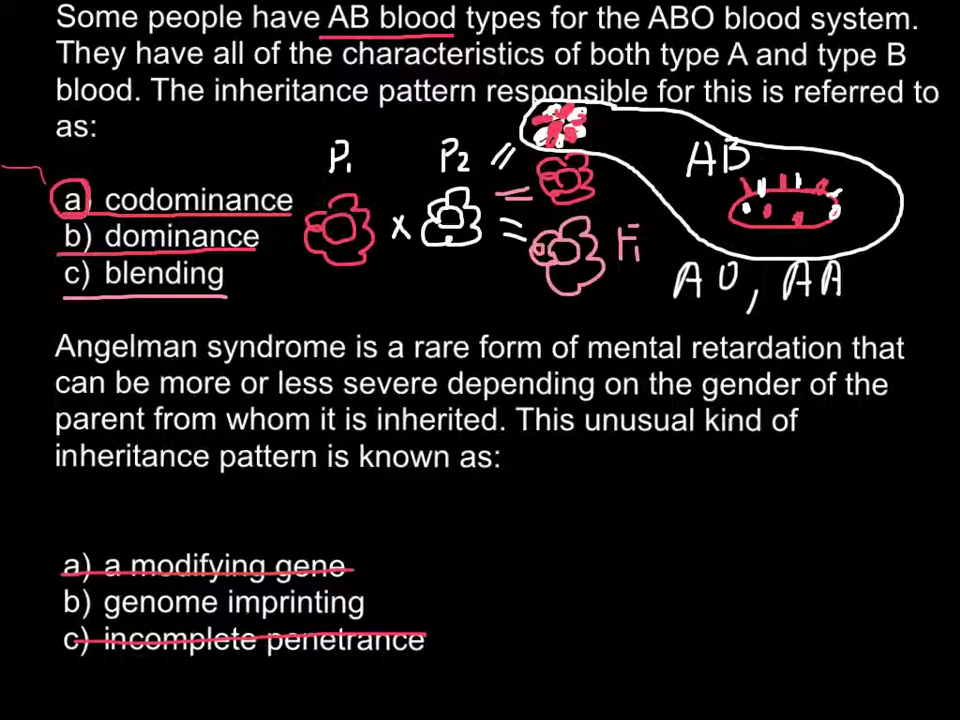 Some people have AB blood types for the ABO blood system.
They have all of the characteristics of both type A and type B
blood. The inheritance pattern responsible for this is referred to
as:
P1 P2 AB
a) codominance
b) dominance × = F1
c) blending AO, AA
Angelman syndrome is a rare form of mental retardation that
can be more or less severe depending on the gender of the
parent from whom it is inherited. This unusual kind of
inheritance pattern is known as:
a) a modifying gene
b) genome imprinting
c) incomplete penetrance